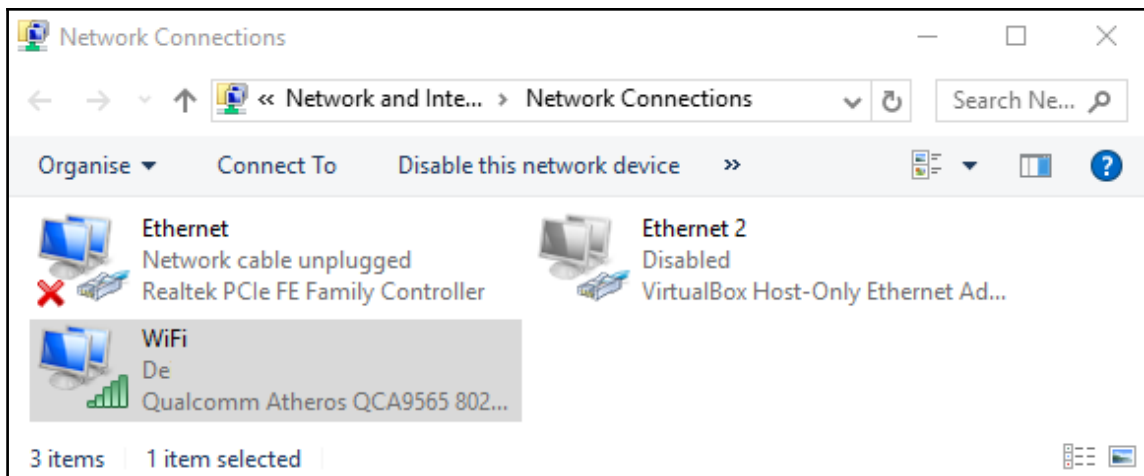 Network Connections
« Network and Inte... > Network Connections
Search Ne...
Organise Connect To Disable this network device »
Ethernet
Network cable unplugged
Realtek PCIe FE Family Controller
Ethernet 2
Disabled
VirtualBox Host-Only Ethernet Ad...
WiFi
De
Qualcomm Atheros QCA9565 802...
3 items 1 item selected